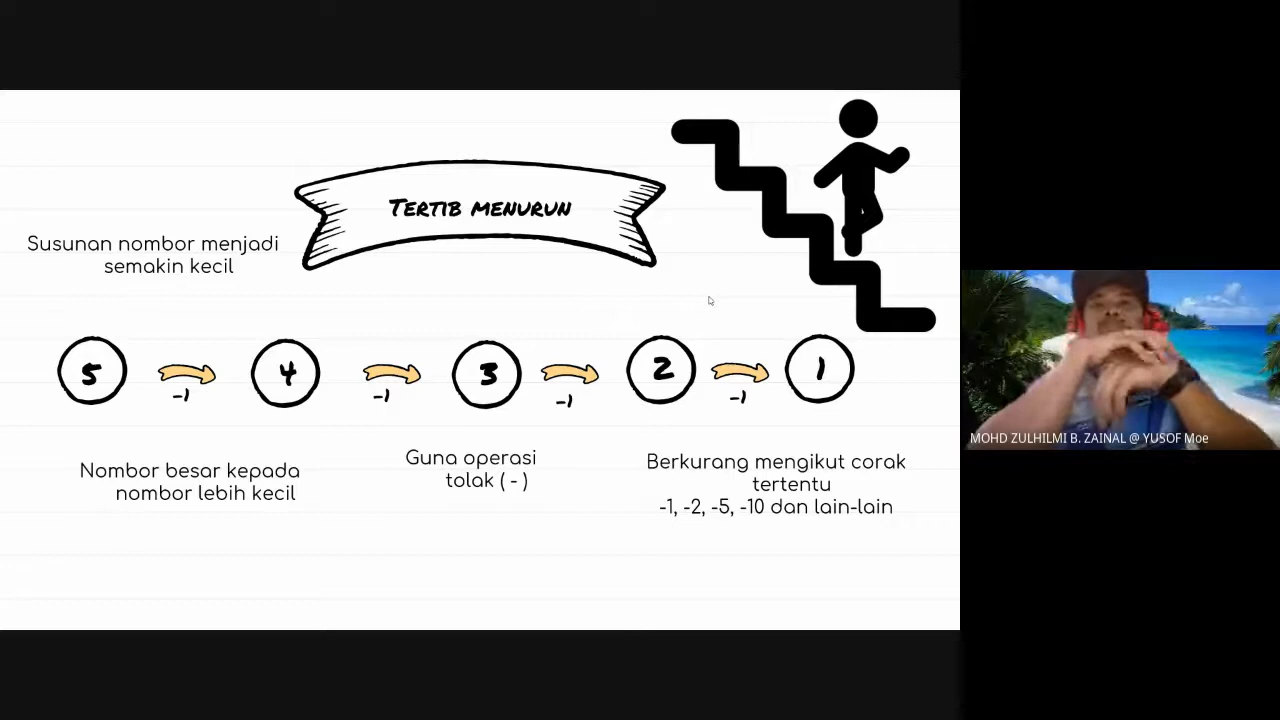 TERTIB MENURUN
Susunan nombor menjadi
semakin kecil
5
-1
4
-1
3
-1
2
-1
1
Nombor besar kepada
nombor lebih kecil
Guna operasi
tolak ( - )
Berkurang mengikut corak
tertentu
-1, -2, -5, -10 dan lain-lain
MOHD ZULHILMI B. ZAINAL @ YUSOF Moe